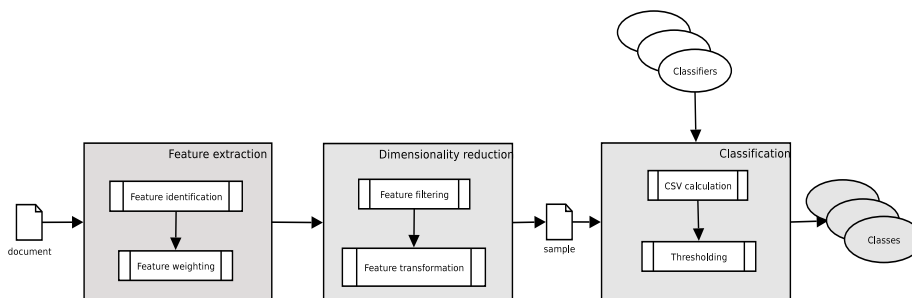 Classifiers
Feature extraction
Dimensionality reduction
Classification
Feature identification
Feature filtering
CSV calculation
document
Feature weighting
Feature transformation
sample
Thresholding
Classes